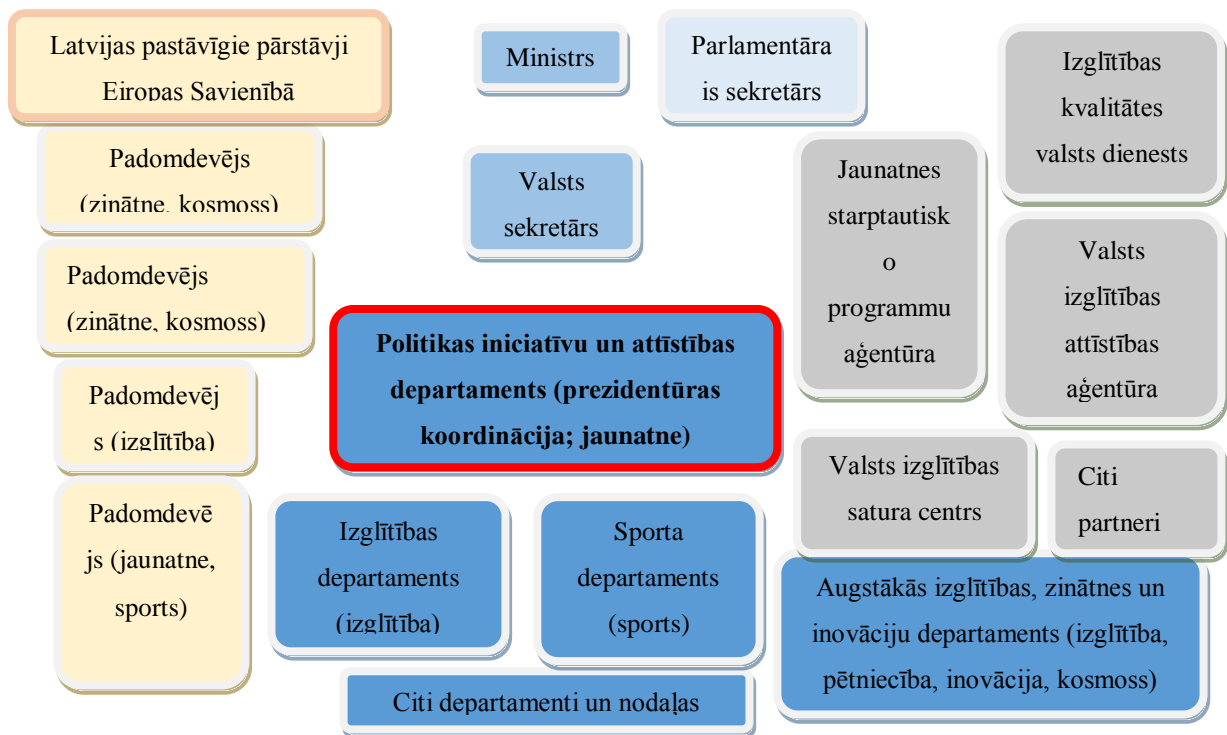 Latvijas pastāvīgie pārstāvji
Eiropas Savienībā
Padomdevējs
(zinātne, kosmoss)
Padomdevējs
(zinātne, kosmoss)
Padomdevēj
s (izglītība)
Padomdevē
js (jaunatne,
sports)
Ministrs
Parlamentāra
is sekretārs
Valsts
sekretārs
Politikas iniciatīvu un attīstības
departaments (prezidentūras
koordinācija; jaunatne)
Izglītības
departaments
(izglītība)
Sporta
departaments
(sports)
Citi departamenti un nodaļas
Jaunatnes
starptautisk
o
programmu
aģentūra
Izglītības
kvalitātes
valsts dienests
Valsts
izglītības
attīstības
aģentūra
Valsts izglītības
satura centrs
Citi
partneri
Augstākās izglītības, zinātnes un
inovāciju departaments (izglītība,
pētniecība, inovācija, kosmoss)